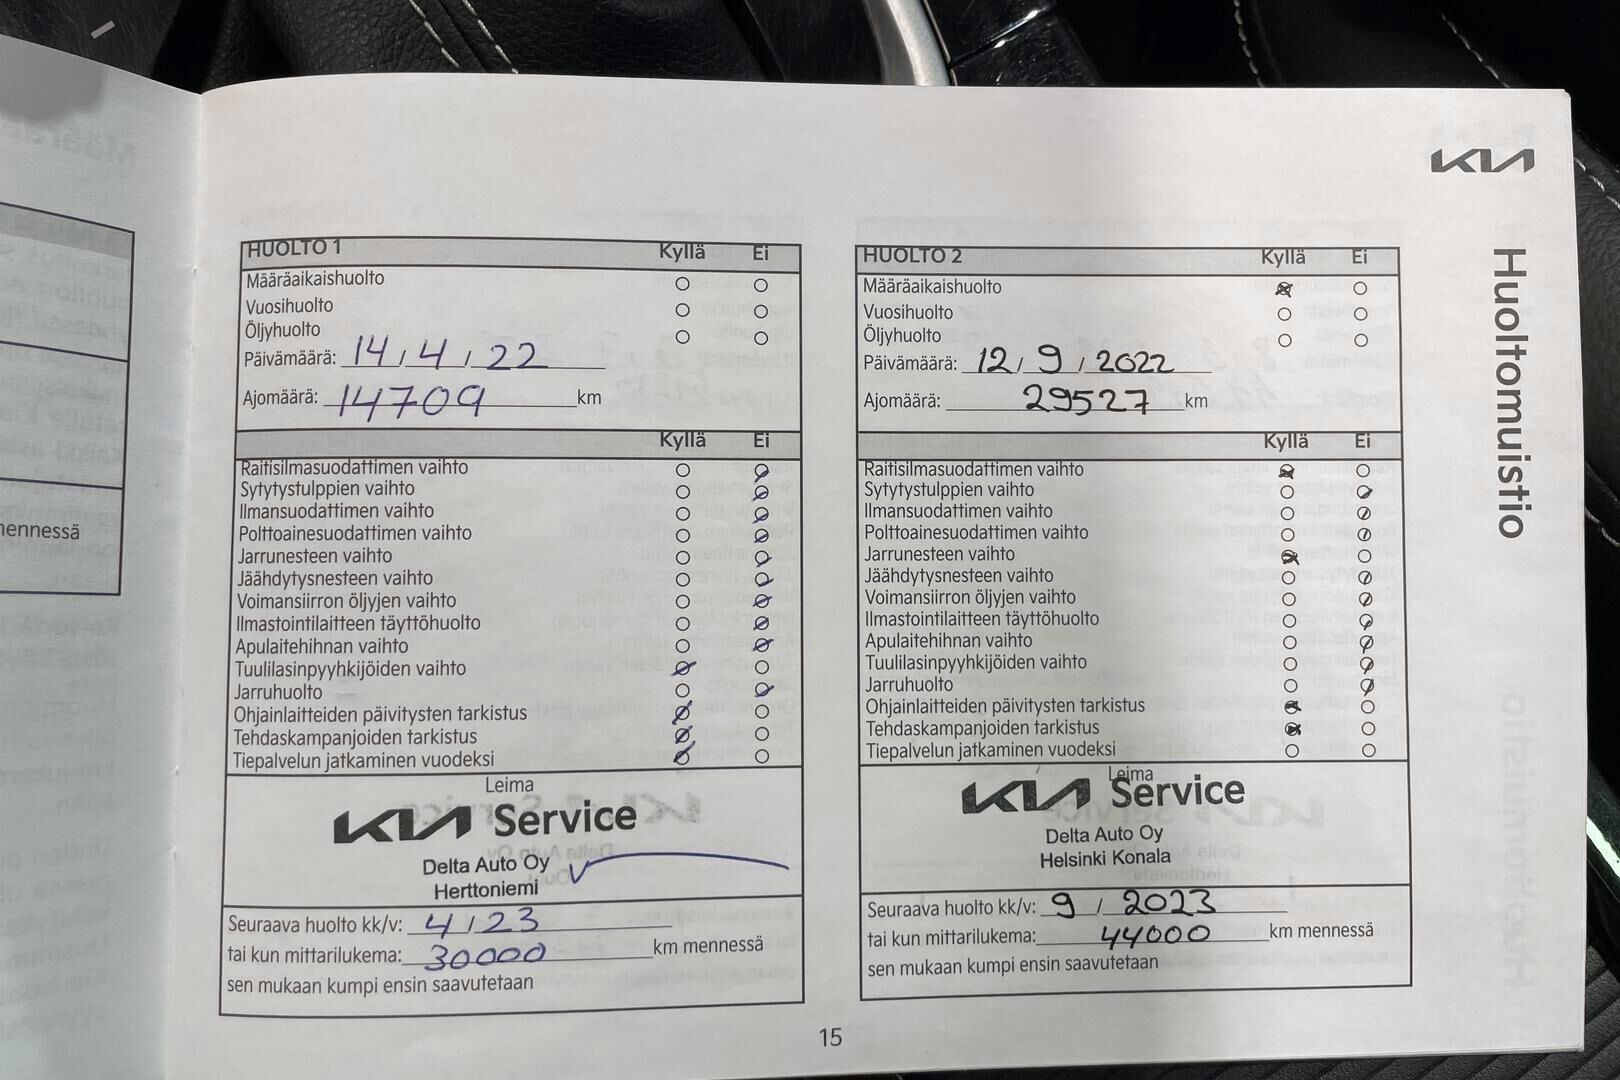 KIA
Huoltomuistio
mennessä
HUOLTO 1 Kyllä Ei
Määräaikaishuolto
Vuosihuolto
Öljyhuolto
Päivämäärä: 14 / 4 / 22
Ajomäärä: 14709 km
Kyllä Ei
Raitisilmasuodattimen vaihto
Sytytystulppien vaihto
Ilmansuodattimen vaihto
Polttoainesuodattimen vaihto
Jarrunesteen vaihto
Jäähdytysnesteen vaihto
Voimansiirron öljyjen vaihto
Ilmastointilaitteen täyttöhuolto
Apulaitehihnan vaihto
Tuulilasinpyyhkijöiden vaihto
Jarruhuolto
Ohjainlaitteiden päivitysten tarkistus
Tehdaskampanjoiden tarkistus
Tiepalvelun jatkaminen vuodeksi
Leima
KIA Service
Delta Auto Oy
Herttoniemi
Seuraava huolto kk/v: 4 / 23
tai kun mittarilukema: 30000 km mennessä
sen mukaan kumpi ensin saavutetaan
HUOLTO 2 Kyllä Ei
Määräaikaishuolto
Vuosihuolto
Öljyhuolto
Päivämäärä: 12 / 9 / 2022
Ajomäärä: 29527 km
Kyllä Ei
Raitisilmasuodattimen vaihto
Sytytystulppien vaihto
Ilmansuodattimen vaihto
Polttoainesuodattimen vaihto
Jarrunesteen vaihto
Jäähdytysnesteen vaihto
Voimansiirron öljyjen vaihto
Ilmastointilaitteen täyttöhuolto
Apulaitehihnan vaihto
Tuulilasinpyyhkijöiden vaihto
Jarruhuolto
Ohjainlaitteiden päivitysten tarkistus
Tehdaskampanjoiden tarkistus
Tiepalvelun jatkaminen vuodeksi
Leima
KIA Service
Delta Auto Oy
Helsinki Konala
Seuraava huolto kk/v: 9 / 2023
tai kun mittarilukema: 44000 km mennessä
sen mukaan kumpi ensin saavutetaan
15